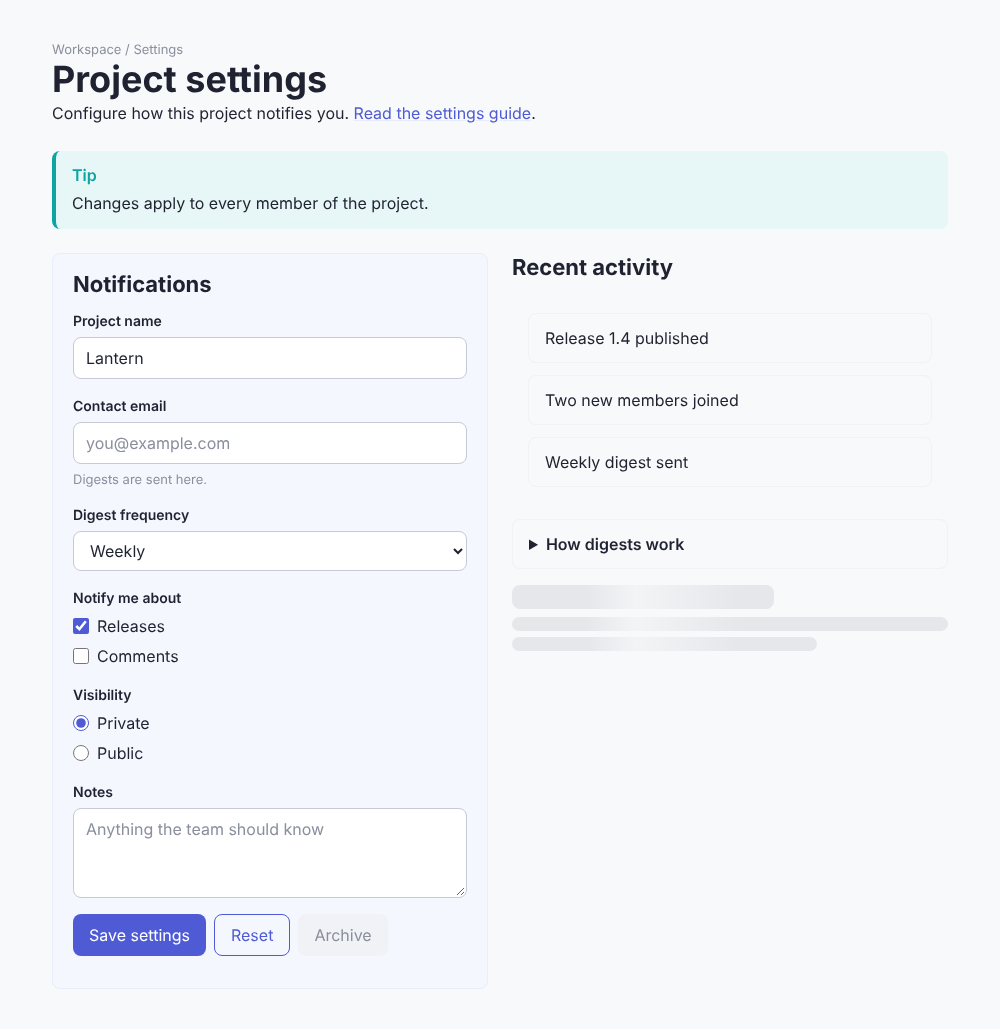 Workspace / Settings
Project settings
Configure how this project notifies you. Read the settings guide.
Tip
Changes apply to every member of the project.
Notifications
Project name
Lantern
Contact email
you@example.com
Digests are sent here.
Digest frequency
Weekly
Notify me about
Releases
Comments
Visibility
Private
Public
Notes
Anything the team should know
Save settings
Reset
Archive
Recent activity
Release 1.4 published
Two new members joined
Weekly digest sent
How digests work